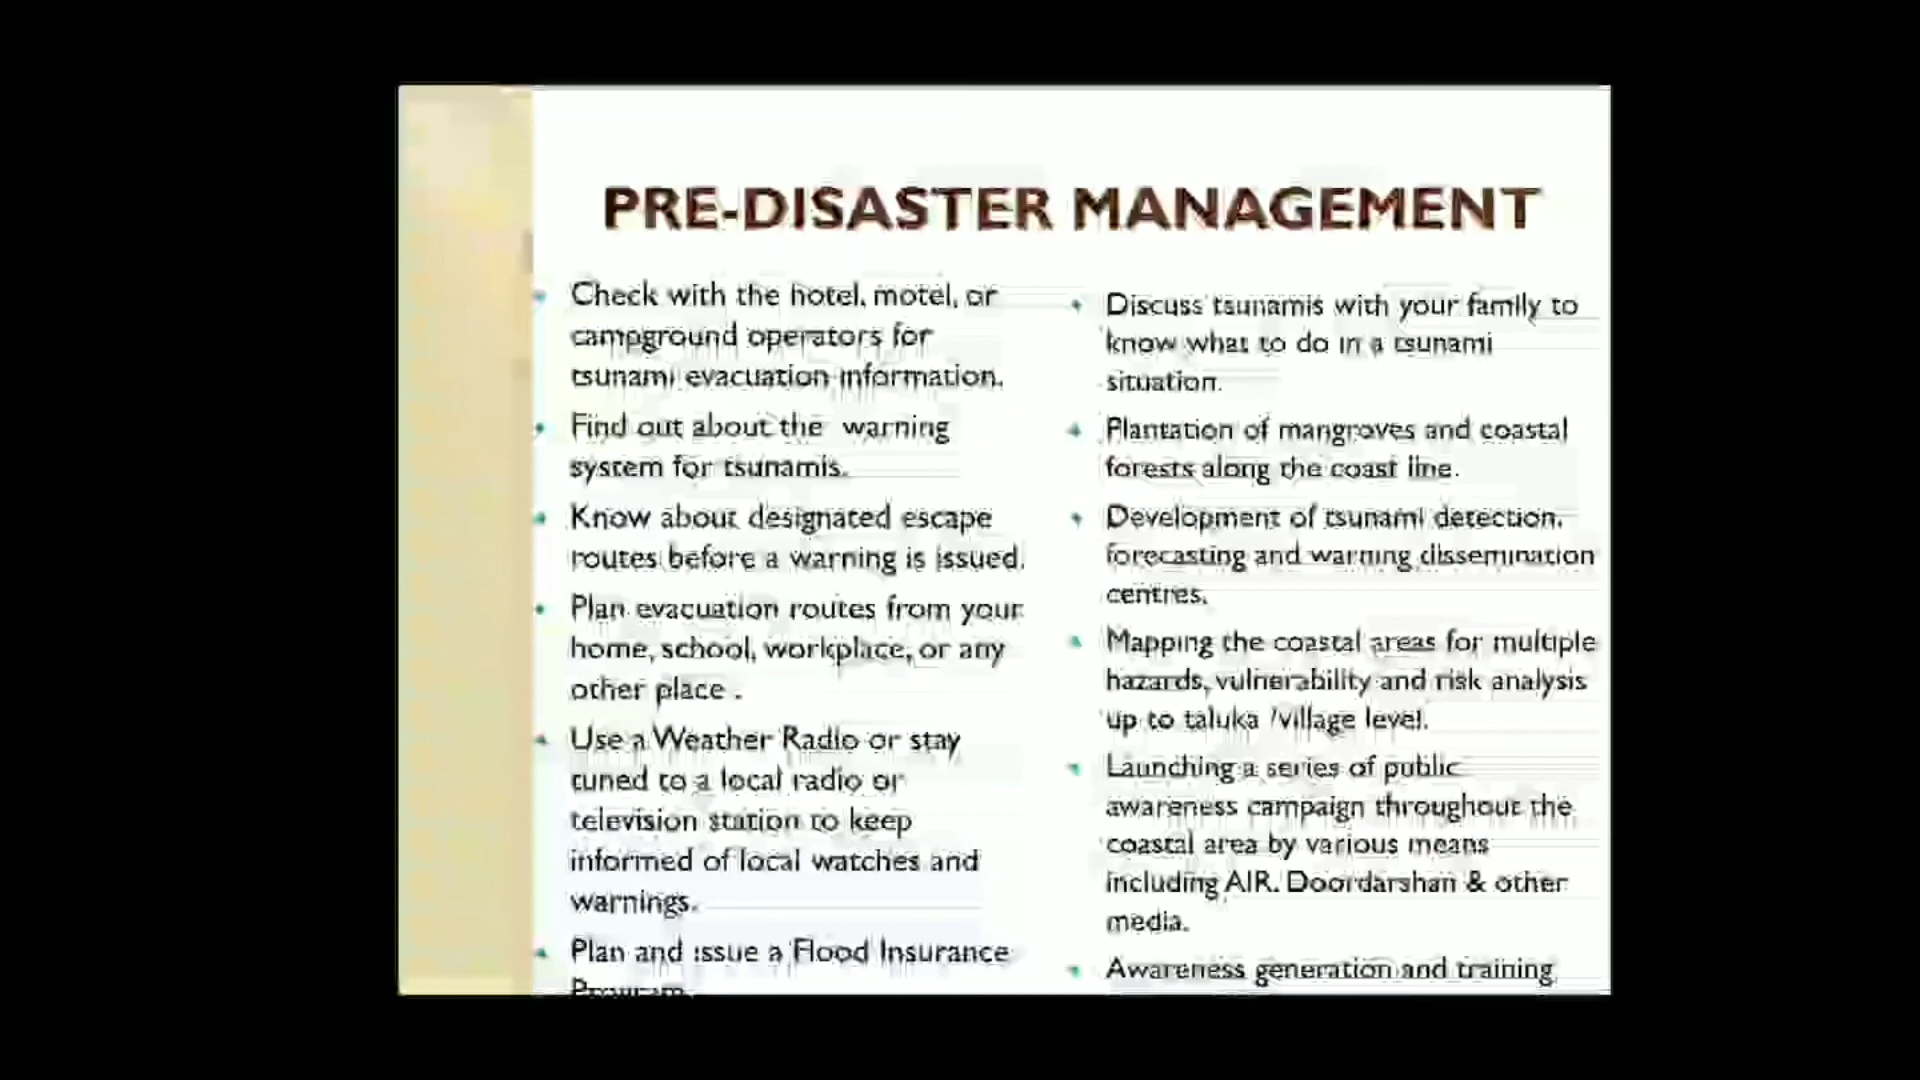 PRE-DISASTER MANAGEMENT
Check with the hotel, motel, or
campground operators for
tsunami evacuation information.
Find out about the warning
system for tsunamis.
Know about designated escape
routes before a warning is issued.
Plan evacuation routes from your
home, school, workplace, or any
other place .
Use a Weather Radio or stay
tuned to a local radio or
television station to keep
informed of local watches and
warnings.
Plan and issue a Flood Insurance
Program.
Discuss tsunamis with your family to
know what to do in a tsunami
situation.
Plantation of mangroves and coastal
forests along the coast line.
Development of tsunami detection,
forecasting and warning dissemination
centres.
Mapping the coastal areas for multiple
hazards, vulnerability and risk analysis
up to taluka /village level.
Launching a series of public
awareness campaign throughout the
coastal area by various means
including AIR, Doordarshan & other
media.
Awareness generation and training